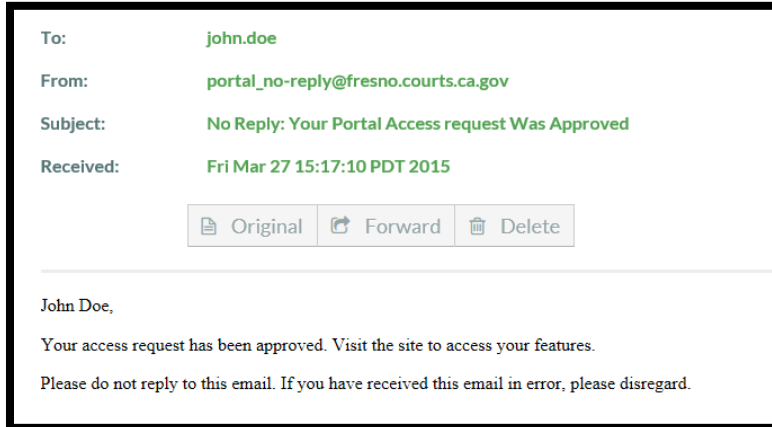 To: john.doe
From: portal_no-reply@fresno.courts.ca.gov
Subject: No Reply: Your Portal Access request Was Approved
Received: Fri Mar 27 15:17:10 PDT 2015
Original Forward Delete
John Doe,
Your access request has been approved. Visit the site to access your features.
Please do not reply to this email. If you have received this email in error, please disregard.